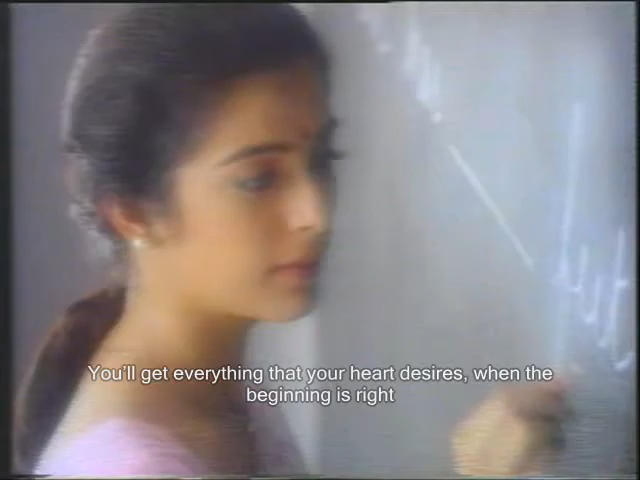 You'll get everything that your heart desires, when the
beginning is right